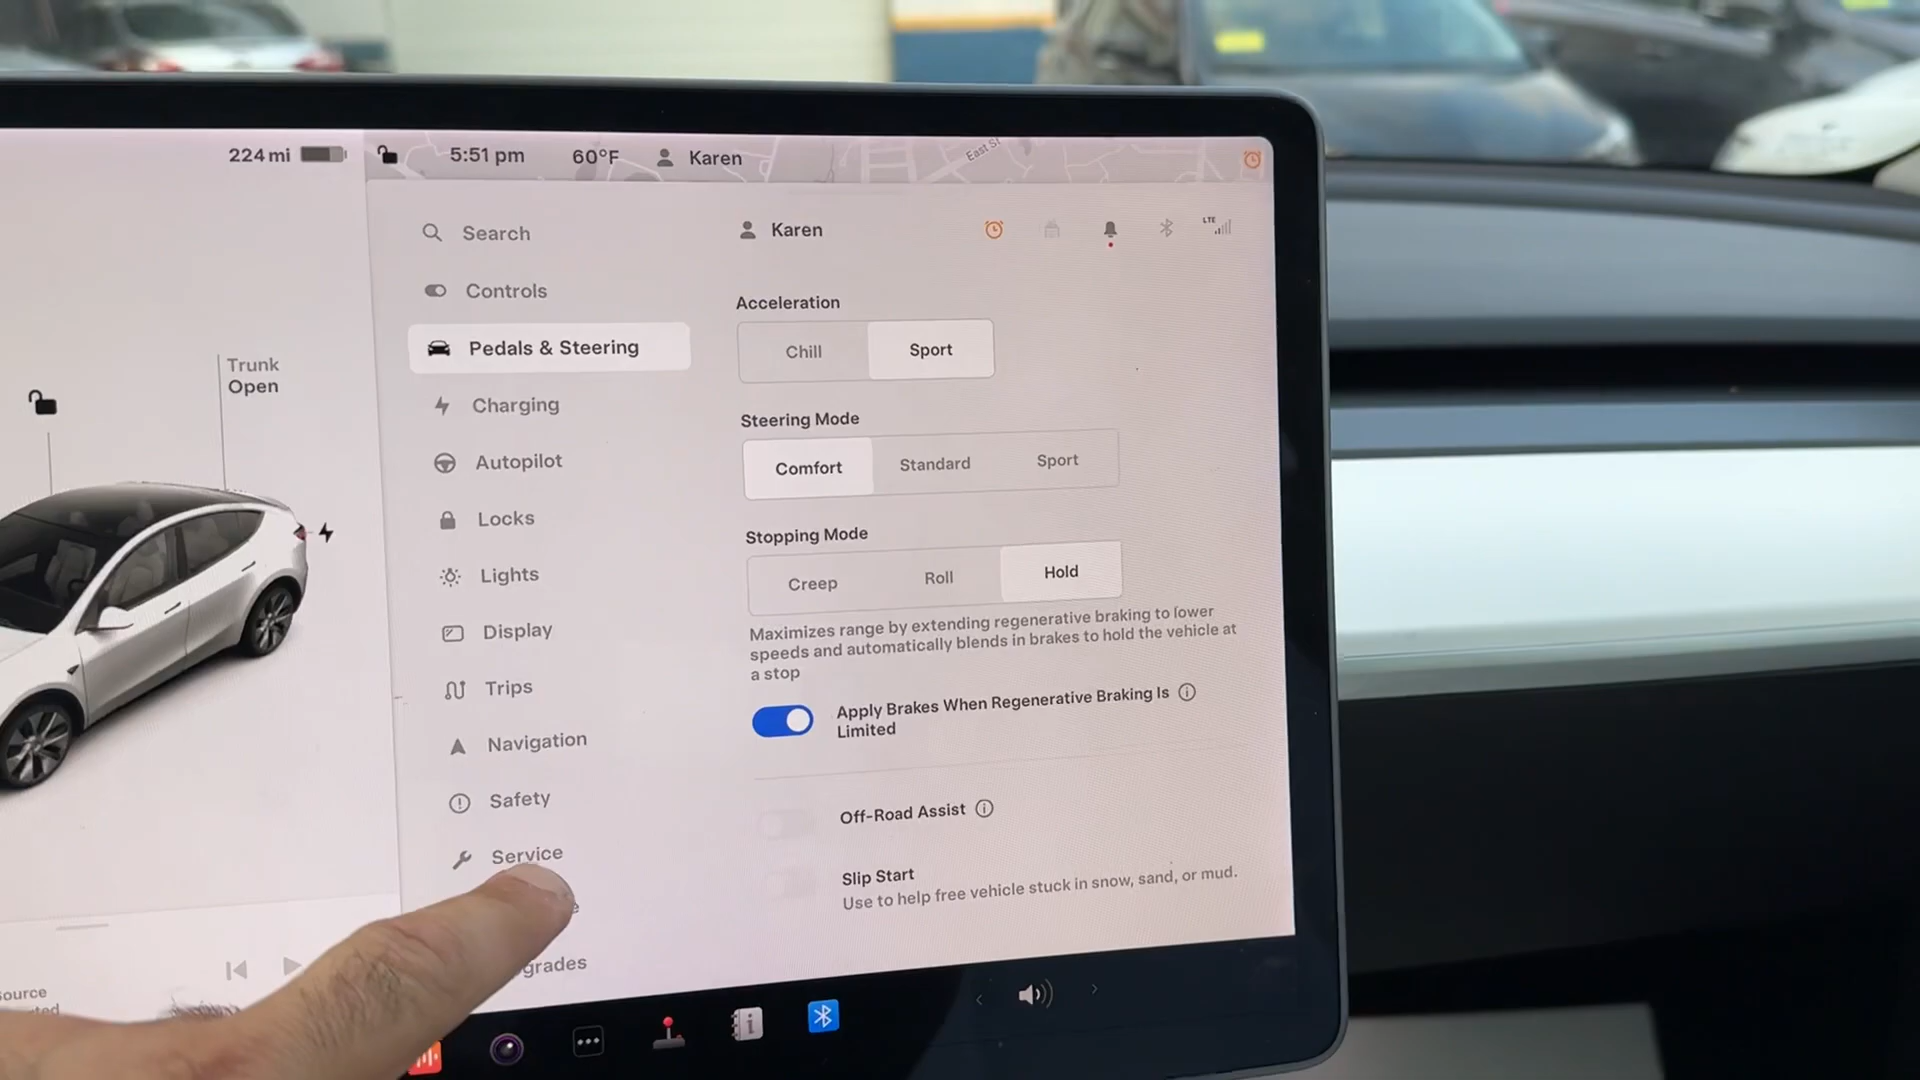 224 mi
5:51 pm
60°F
Karen
East St
Search
Controls
Pedals & Steering
Charging
Autopilot
Locks
Lights
Display
Trips
Navigation
Safety
Service
grades
Karen
LTE
Acceleration
Chill
Sport
Steering Mode
Comfort
Standard
Sport
Stopping Mode
Creep
Roll
Hold
Maximizes range by extending regenerative braking to lower
speeds and automatically blends in brakes to hold the vehicle at
a stop
Apply Brakes When Regenerative Braking Is
Limited
Off-Road Assist
Slip Start
Use to help free vehicle stuck in snow, sand, or mud.
Trunk
Open